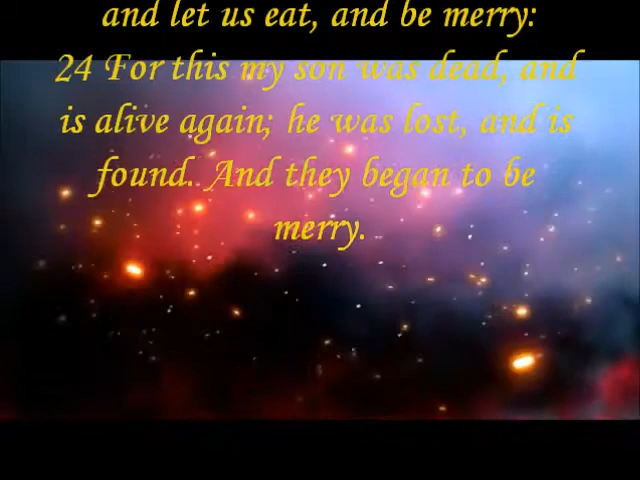 and let us eat, and be merry:
24 For this my son was dead, and
is alive again; he was lost, and is
found. And they began to be
merry.